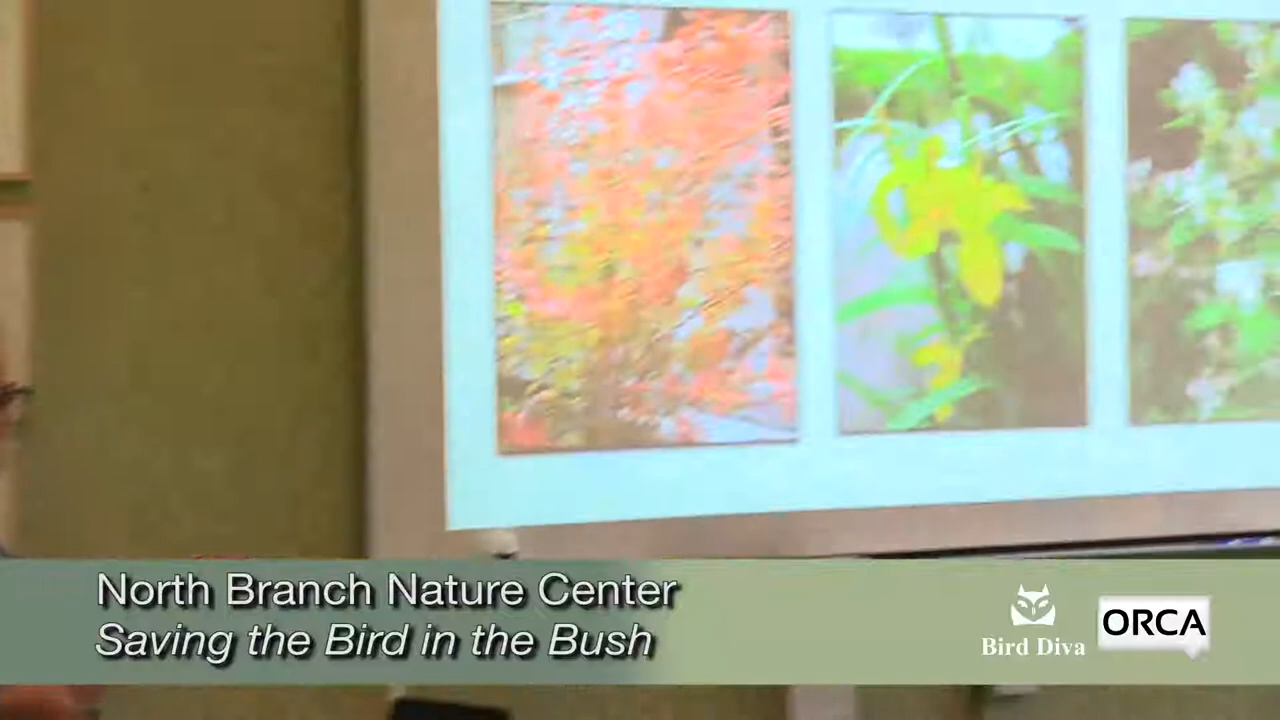 North Branch Nature Center
Saving the Bird in the Bush
Bird Diva
ORCA